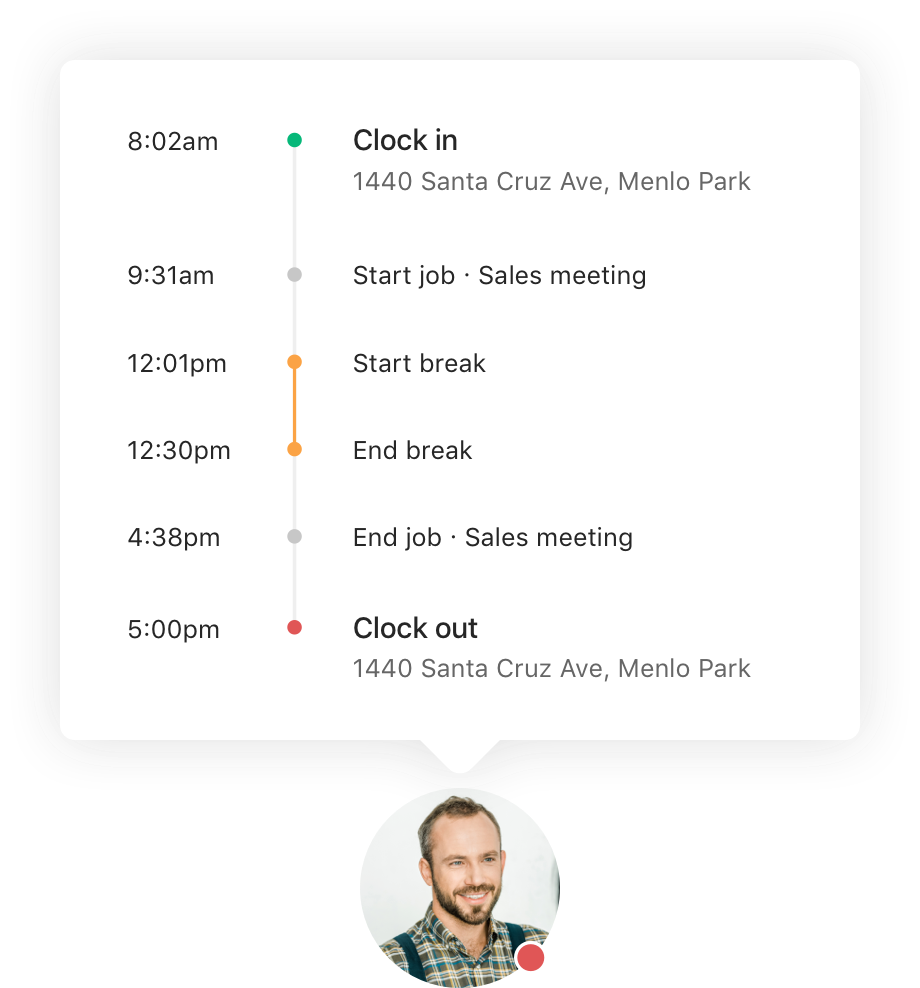 8:02am Clock in
1440 Santa Cruz Ave, Menlo Park
9:31am Start job · Sales meeting
12:01pm Start break
12:30pm End break
4:38pm End job · Sales meeting
5:00pm Clock out
1440 Santa Cruz Ave, Menlo Park